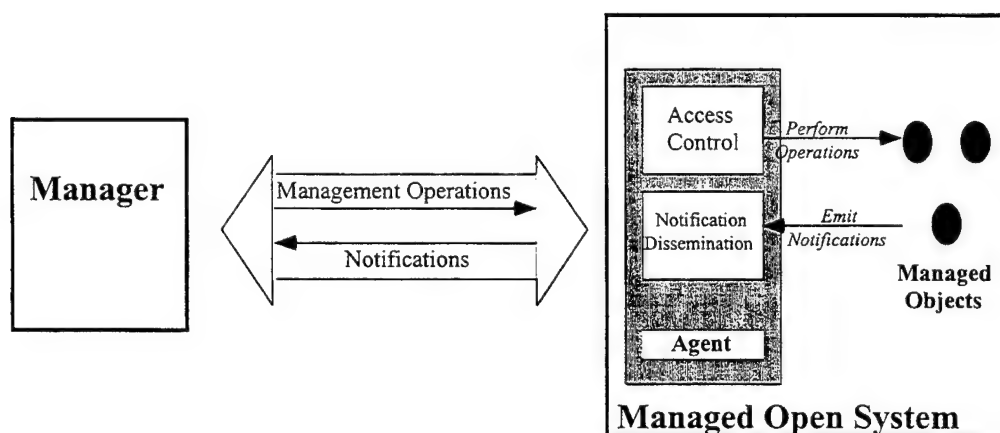 Manager
Management Operations
Notifications
Access
Control
Perform
Operations
Notification
Dissemination
Emit
Notifications
Managed
Objects
Agent
Managed Open System